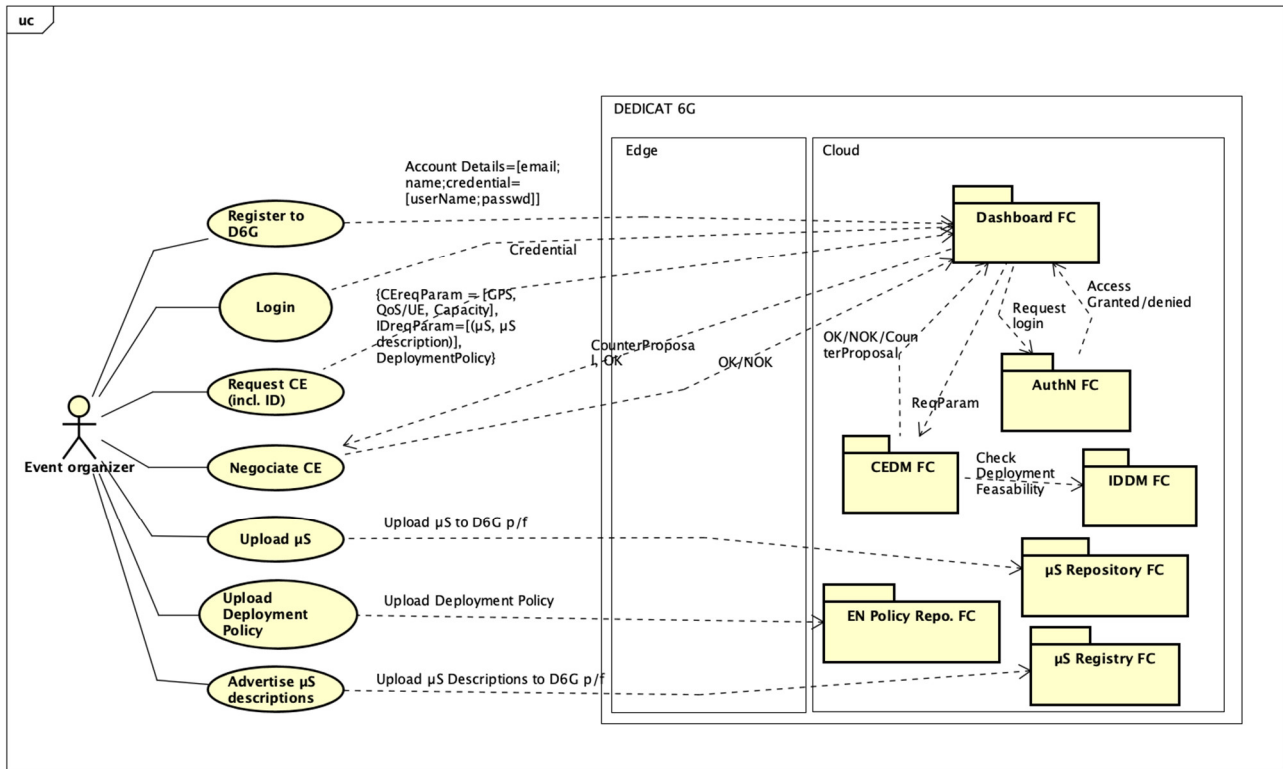 uc
DEDICAT 6G
Edge
Cloud
Account Details=[email;
name;credential=
[userName;passwd]]
Register to
D6G
Dashboard FC
Credential
Login
{CEreqParam = [GPS,
QoS/UE, Capacity],
IDreqParam=[(µS, µS
description)],
DeploymentPolicy}
Access
Granted/denied
Request
login
OK/NOK/Coun
terProposal
CounterProposa
l, OK
OK/NOK
Request CE
(incl. ID)
AuthN FC
ReqParam
Event organizer
Negociate CE
CEDM FC
Check
Deployment
Feasability
IDDM FC
Upload µS to D6G p/f
Upload µS
µS Repository FC
Upload
Deployment
Policy
Upload Deployment Policy
EN Policy Repo. FC
µS Registry FC
Advertise µS
descriptions
Upload µS Descriptions to D6G p/f